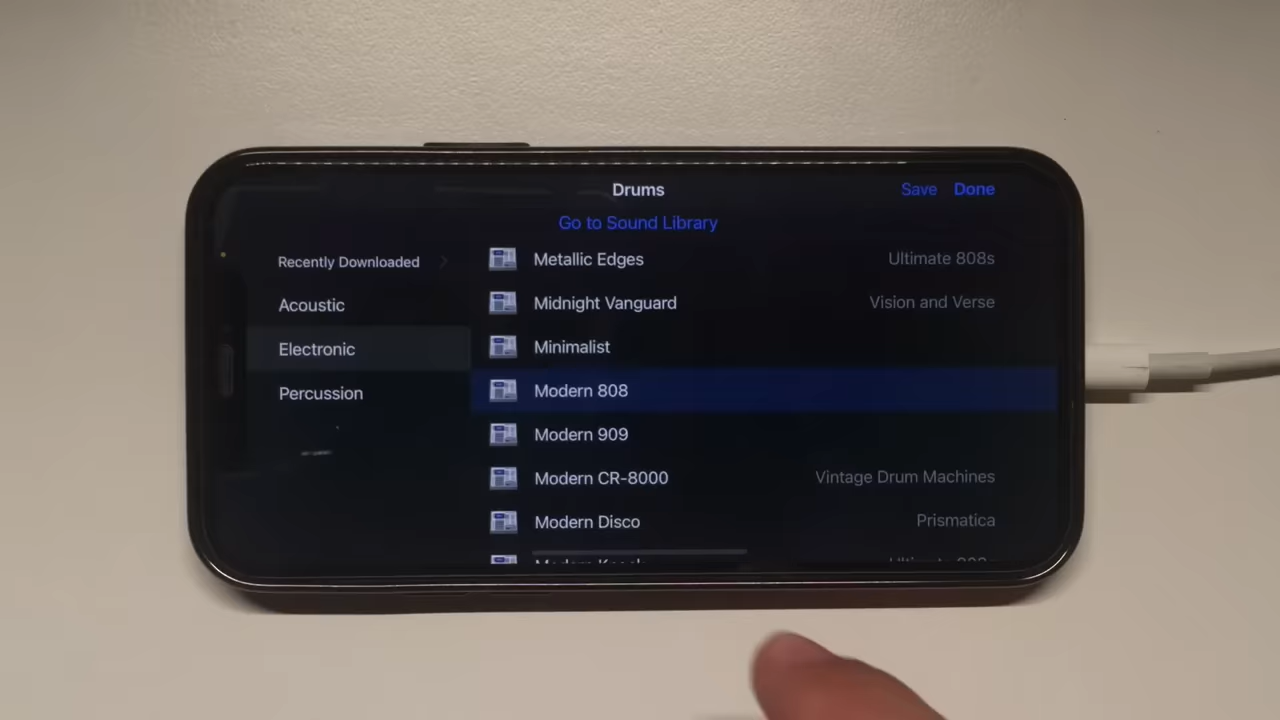 Drums
Save
Done
Go to Sound Library
Recently Downloaded
Acoustic
Electronic
Percussion
Metallic Edges
Ultimate 808s
Midnight Vanguard
Vision and Verse
Minimalist
Modern 808
Modern 909
Modern CR-8000
Vintage Drum Machines
Modern Disco
Prismatica
Modern